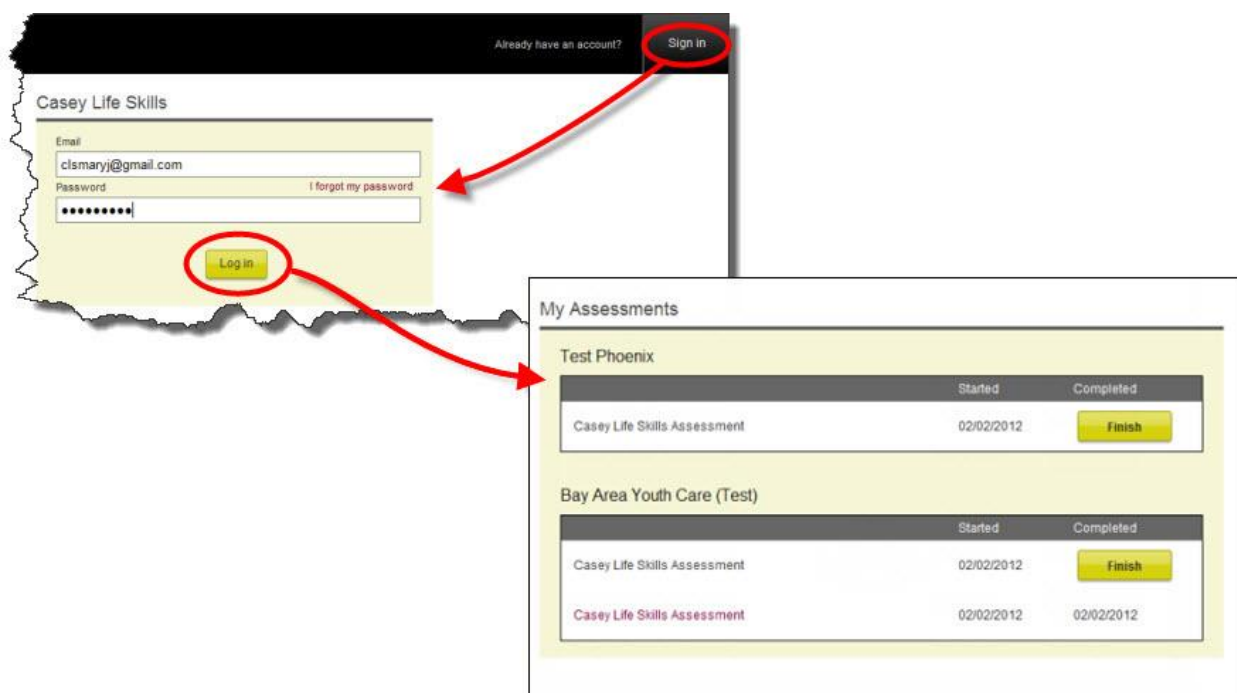 Already have an account? Sign in
Casey Life Skills
Email
clsmaryj@gmail.com
Password I forgot my password
•••••••••
Log in
My Assessments
Test Phoenix
Started Completed
Casey Life Skills Assessment 02/02/2012 Finish
Bay Area Youth Care (Test)
Started Completed
Casey Life Skills Assessment 02/02/2012 Finish
Casey Life Skills Assessment 02/02/2012 02/02/2012